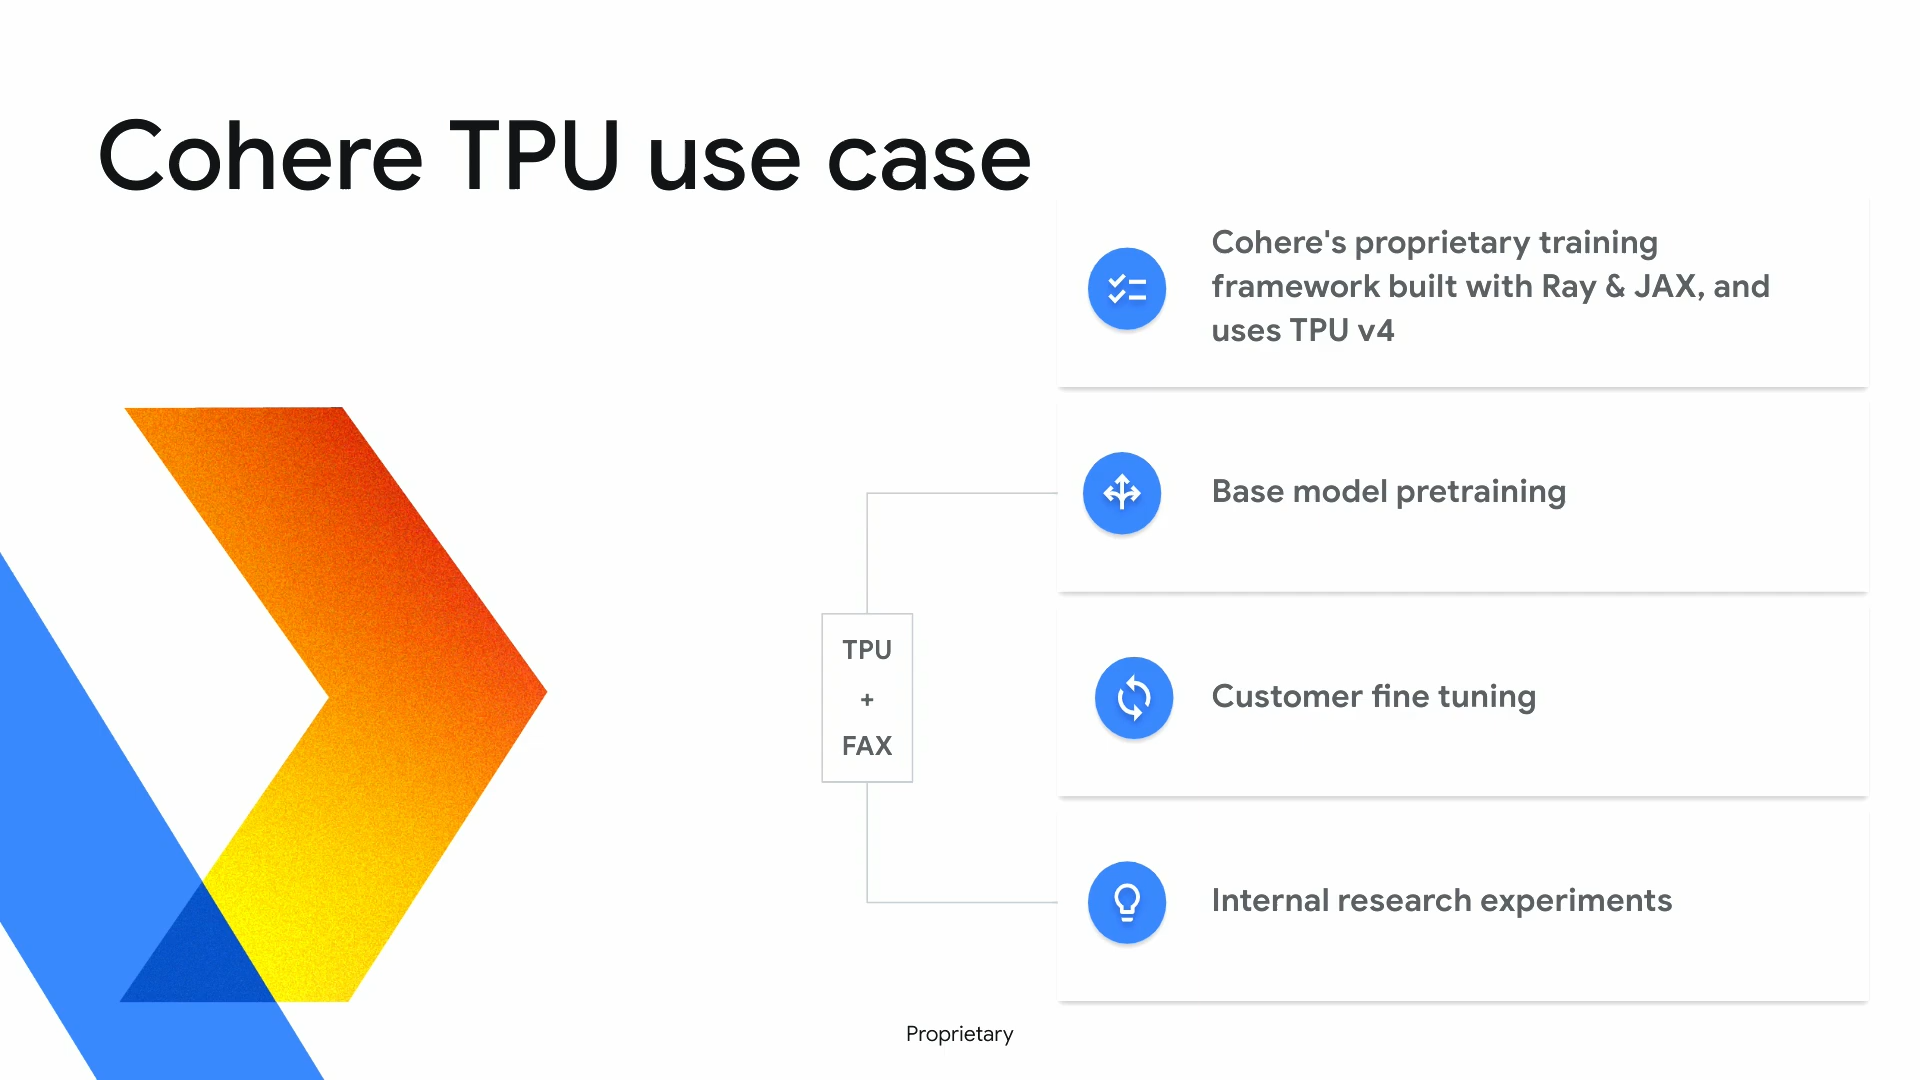 Cohere TPU use case
Cohere's proprietary training
framework built with Ray & JAX, and
uses TPU v4
Base model pretraining
TPU
+
FAX
Customer fine tuning
Internal research experiments
Proprietary